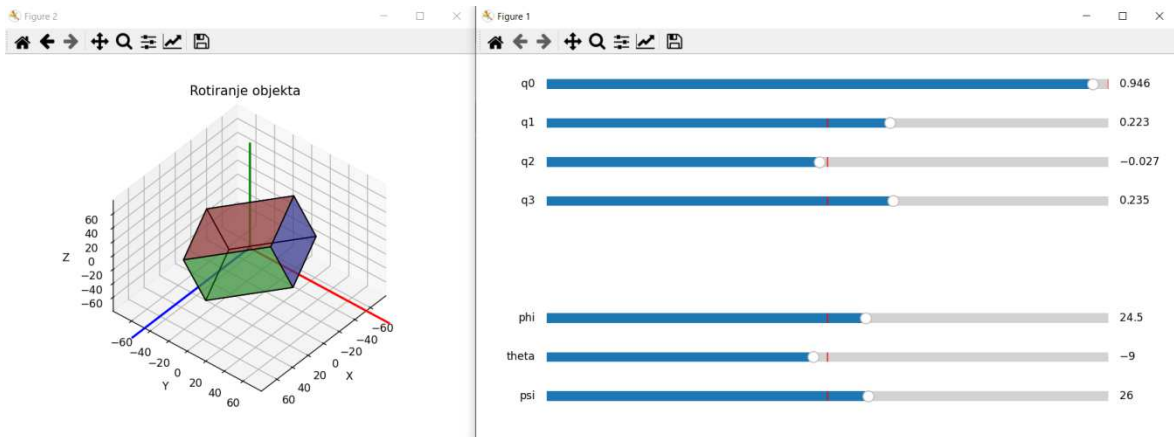 Figure 2
Rotiranje objekta
60
40
20
0
−20
−40
−60
Z
−60
−40
−20
0
20
40
60
Y
−60
−40
−20
0
20
40
60
X
Figure 1
q0 0.946
q1 0.223
q2 −0.027
q3 0.235
phi 24.5
theta −9
psi 26